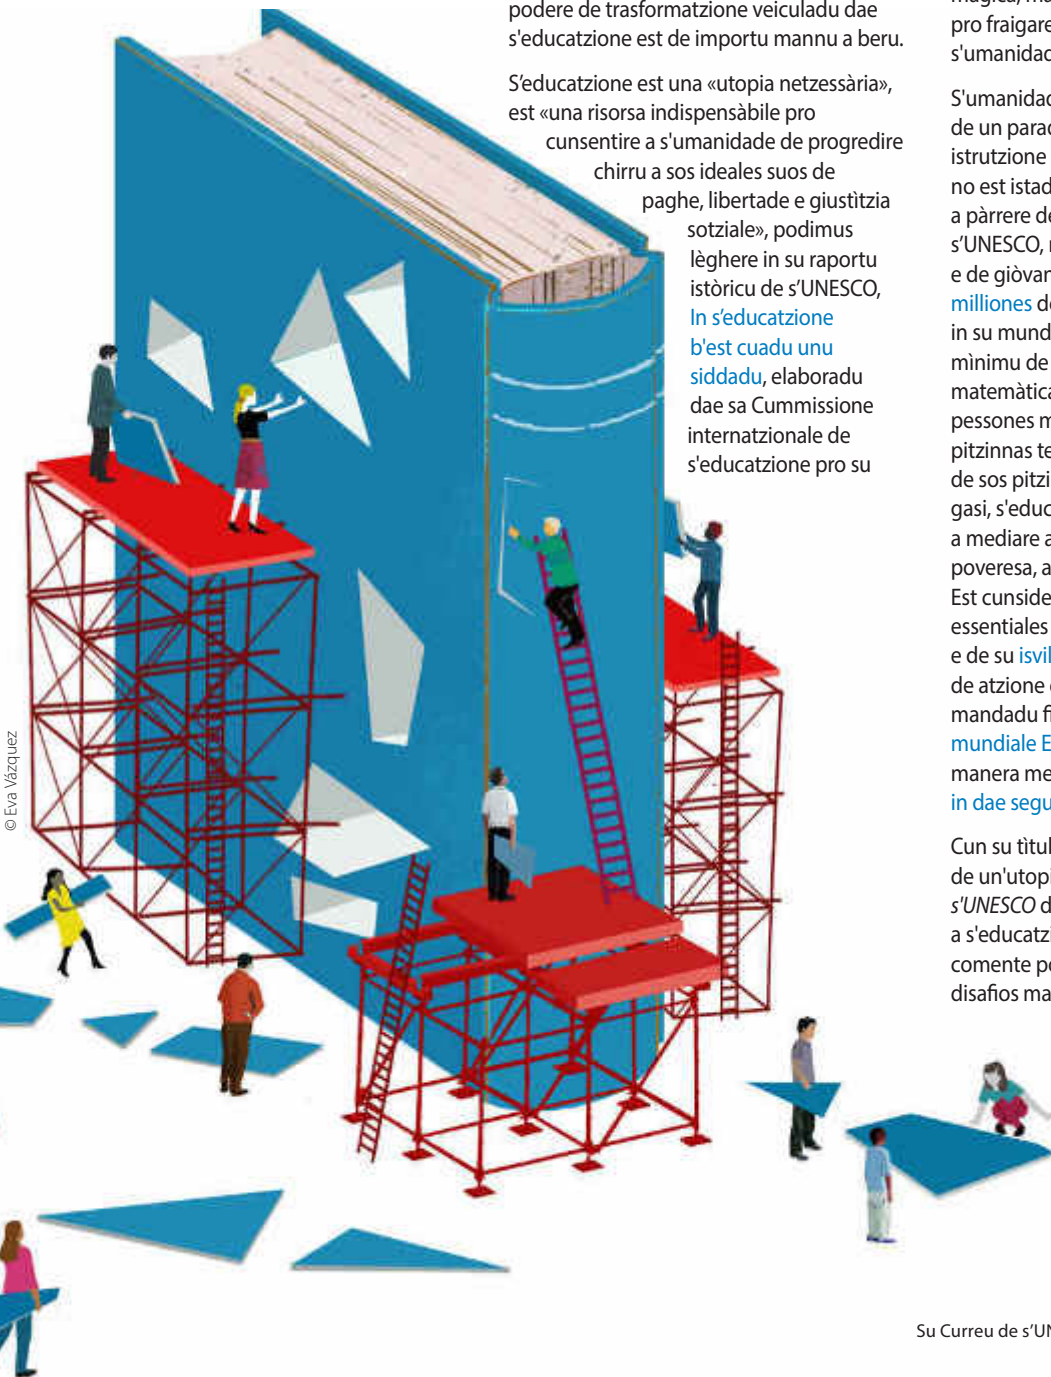 podere de trasformatzione veiculadu dae
s'educatzione est de importu mannu a beru.
S'educatzione est una «utopia netzessària»,
est «una risorsa indispensàbile pro
cunsentire a s'umanidade de progredire
chirru a sos ideales suos de
paghe, libertade e giustìtzia
sotziale», podimus
lèghere in su raportu
istòricu de s'UNESCO,
In s'educatzione
b'est cuadu unu
siddadu, elaboradu
dae sa Cummissione
internatzionale de
s'educatzione pro su
pro fraigare
s'umanidad
S'umanidad
de un parad
istrutzione
no est istad
a pàrrere de
s'UNESCO,
e de giòvan
milliones de
in su mund
mìnimu de
matemàtica
pessones m
pitzinnas te
de sos pitzi
gasi, s'educ
a mediare a
poveresa, a
Est cunside
essentiales
e de su isvil
de atzione
mandadu fi
mundiale E
manera me
in dae segu
Cun su tìtul
de un'utopi
s'UNESCO d
a s'educatzi
comente po
disafios ma
© Eva Vázquez
Su Curreu de s'UN